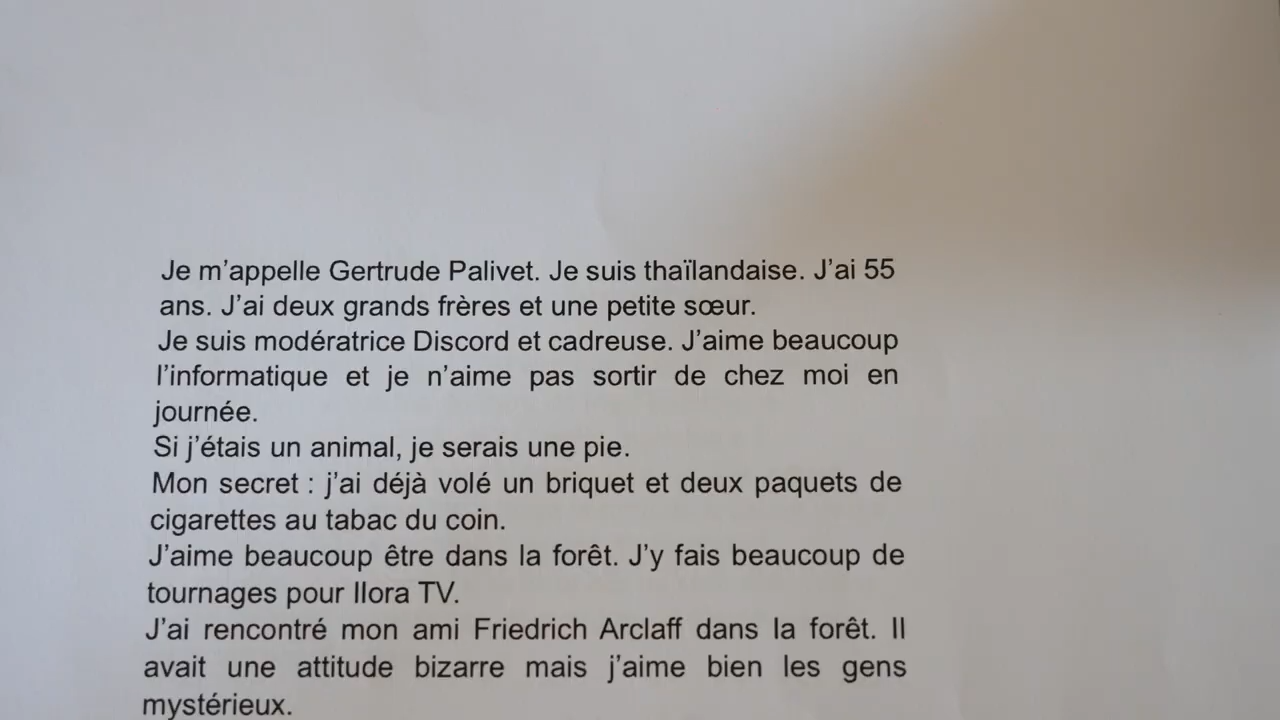 Je m'appelle Gertrude Palivet. Je suis thaïlandaise. J'ai 55
ans. J'ai deux grands frères et une petite sœur.
Je suis modératrice Discord et cadreuse. J'aime beaucoup
l'informatique et je n'aime pas sortir de chez moi en
journée.
Si j'étais un animal, je serais une pie.
Mon secret : j'ai déjà volé un briquet et deux paquets de
cigarettes au tabac du coin.
J'aime beaucoup être dans la forêt. J'y fais beaucoup de
tournages pour Ilora TV.
J'ai rencontré mon ami Friedrich Arclaff dans la forêt. Il
avait une attitude bizarre mais j'aime bien les gens
mystérieux.